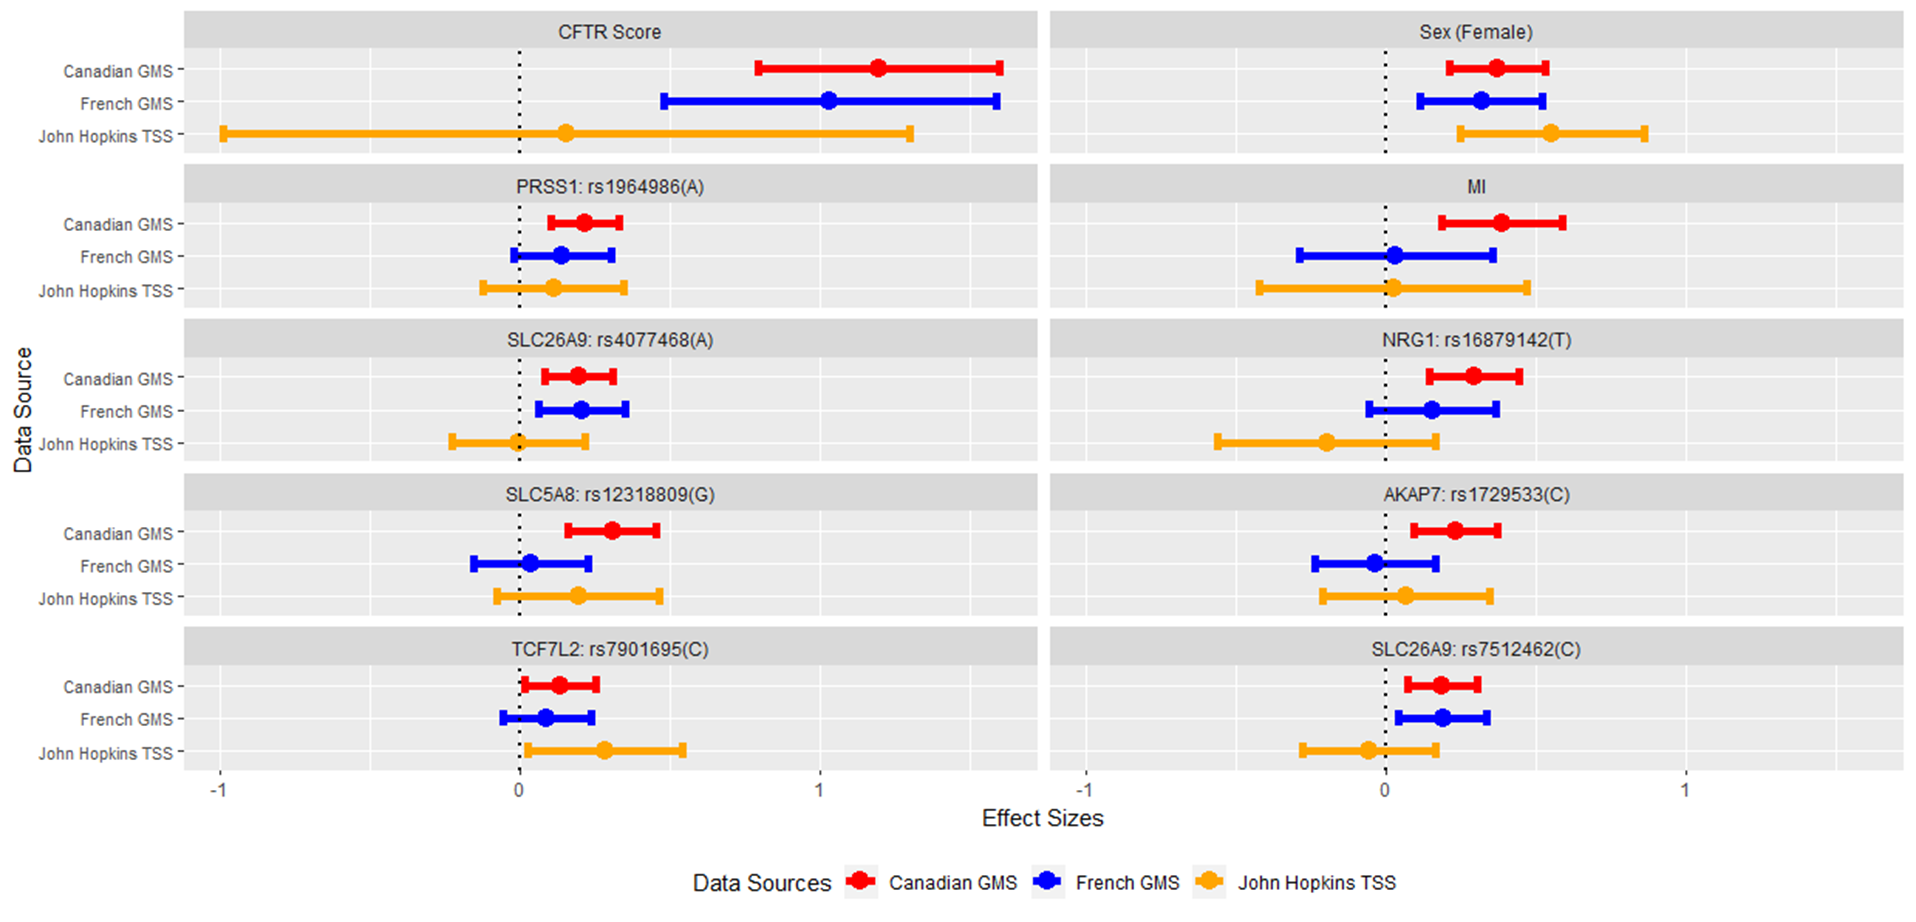 CFTR Score
Sex (Female)
Canadian GMS
French GMS
John Hopkins TSS
PRSS1: rs1964986(A)
MI
Canadian GMS
French GMS
John Hopkins TSS
SLC26A9: rs4077468(A)
NRG1: rs16879142(T)
Canadian GMS
French GMS
John Hopkins TSS
SLC5A8: rs12318809(G)
AKAP7: rs1729533(C)
Canadian GMS
French GMS
John Hopkins TSS
TCF7L2: rs7901695(C)
SLC26A9: rs7512462(C)
Canadian GMS
French GMS
John Hopkins TSS
Data Source
-1 0 1 -1 0 1
Effect Sizes
Data Sources Canadian GMS French GMS John Hopkins TSS